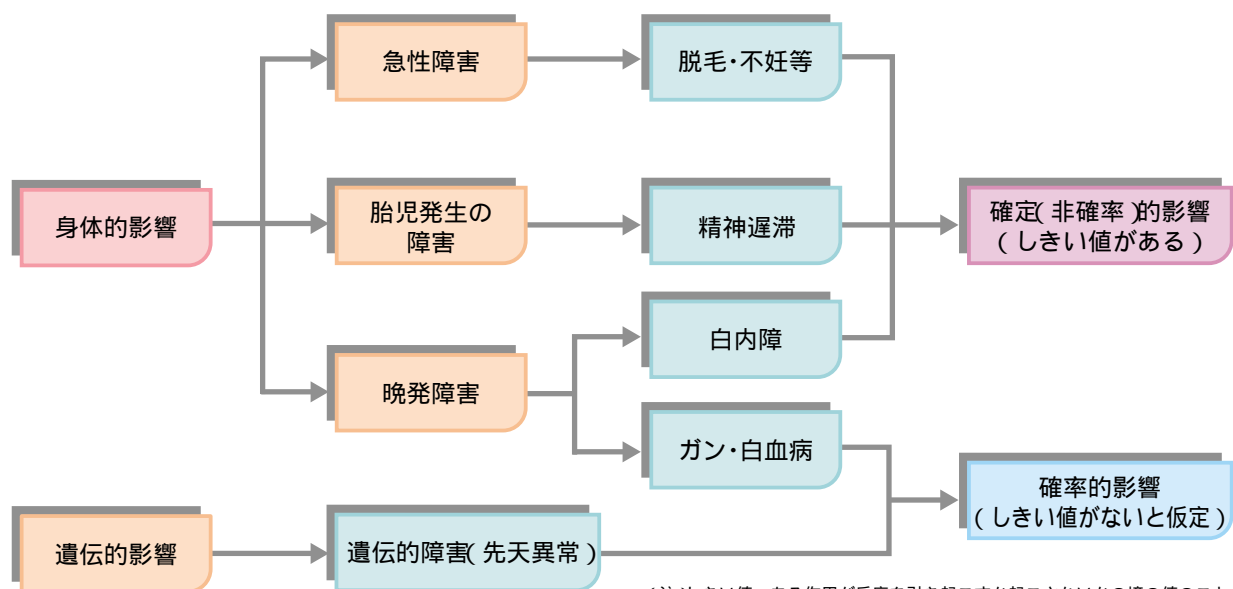 急性障害
脱毛・不妊等
身体的影響
胎児発生の
障害
精神遅滞
確定(非確率)的影響
(しきい値がある)
白内障
晩発障害
ガン・白血病
確率的影響
(しきい値がないと仮定)
遺伝的影響
遺伝的障害(先天異常)